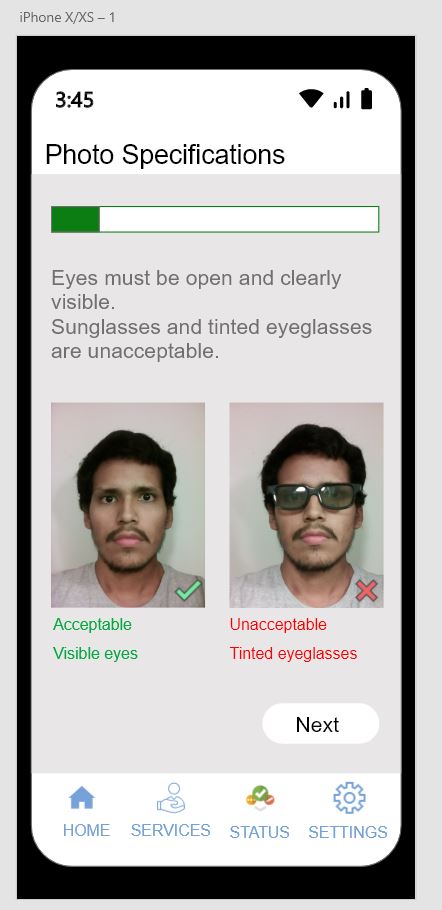 iPhone X/XS – 1
3:45
Photo Specifications
Eyes must be open and clearly
visible.
Sunglasses and tinted eyeglasses
are unacceptable.
Acceptable
Unacceptable
Visible eyes
Tinted eyeglasses
Next
HOME
SERVICES
STATUS
SETTINGS